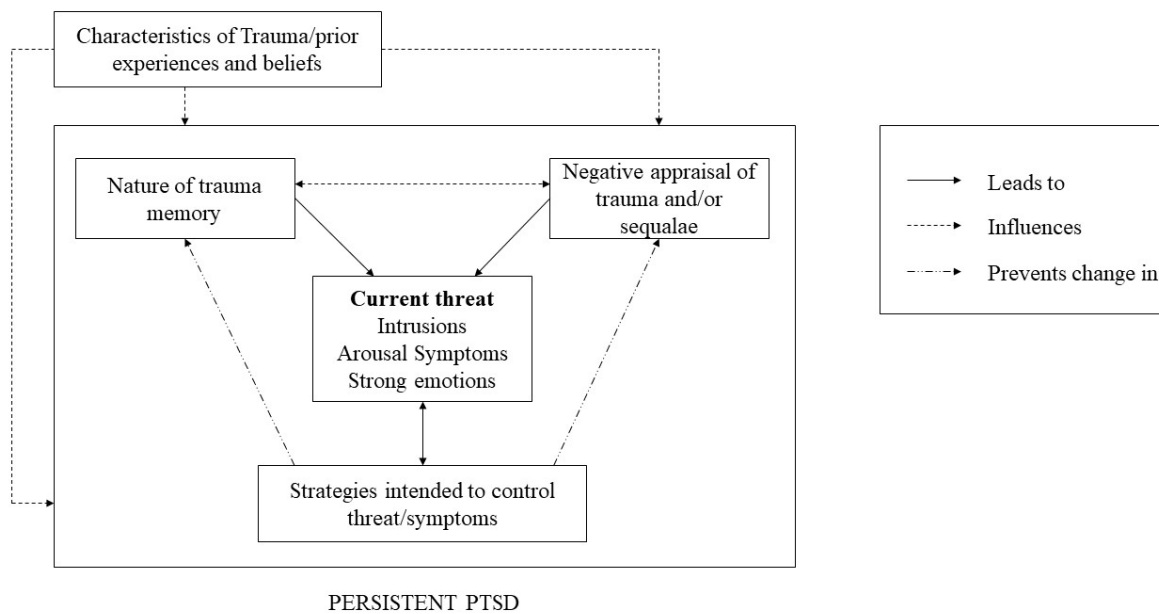 Characteristics of Trauma/prior
experiences and beliefs
Nature of trauma
memory
Negative appraisal of
trauma and/or
sequalae
Current threat
Intrusions
Arousal Symptoms
Strong emotions
Strategies intended to control
threat/symptoms
PERSISTENT PTSD
Leads to
Influences
Prevents change in